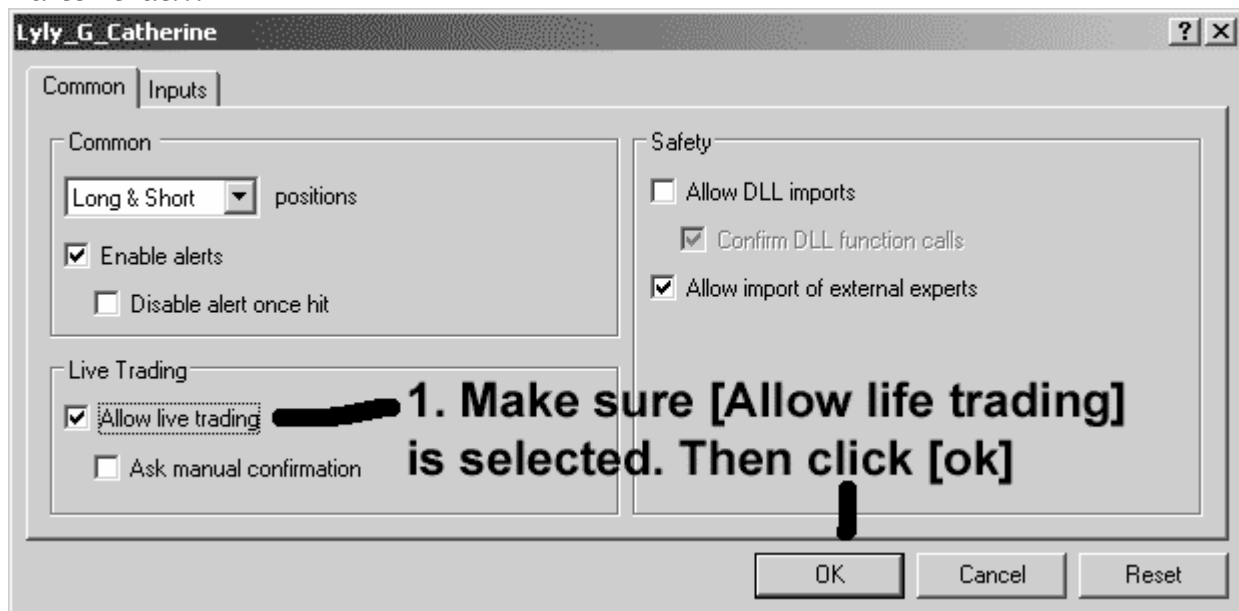 Lyly_G_Catherine
Common Inputs
Common
Long & Short positions
Enable alerts
Disable alert once hit
Safety
Allow DLL imports
Confirm DLL function calls
Allow import of external experts
Live Trading
Allow live trading
Ask manual confirmation
1. Make sure [Allow life trading]
is selected. Then click [ok]
OK Cancel Reset